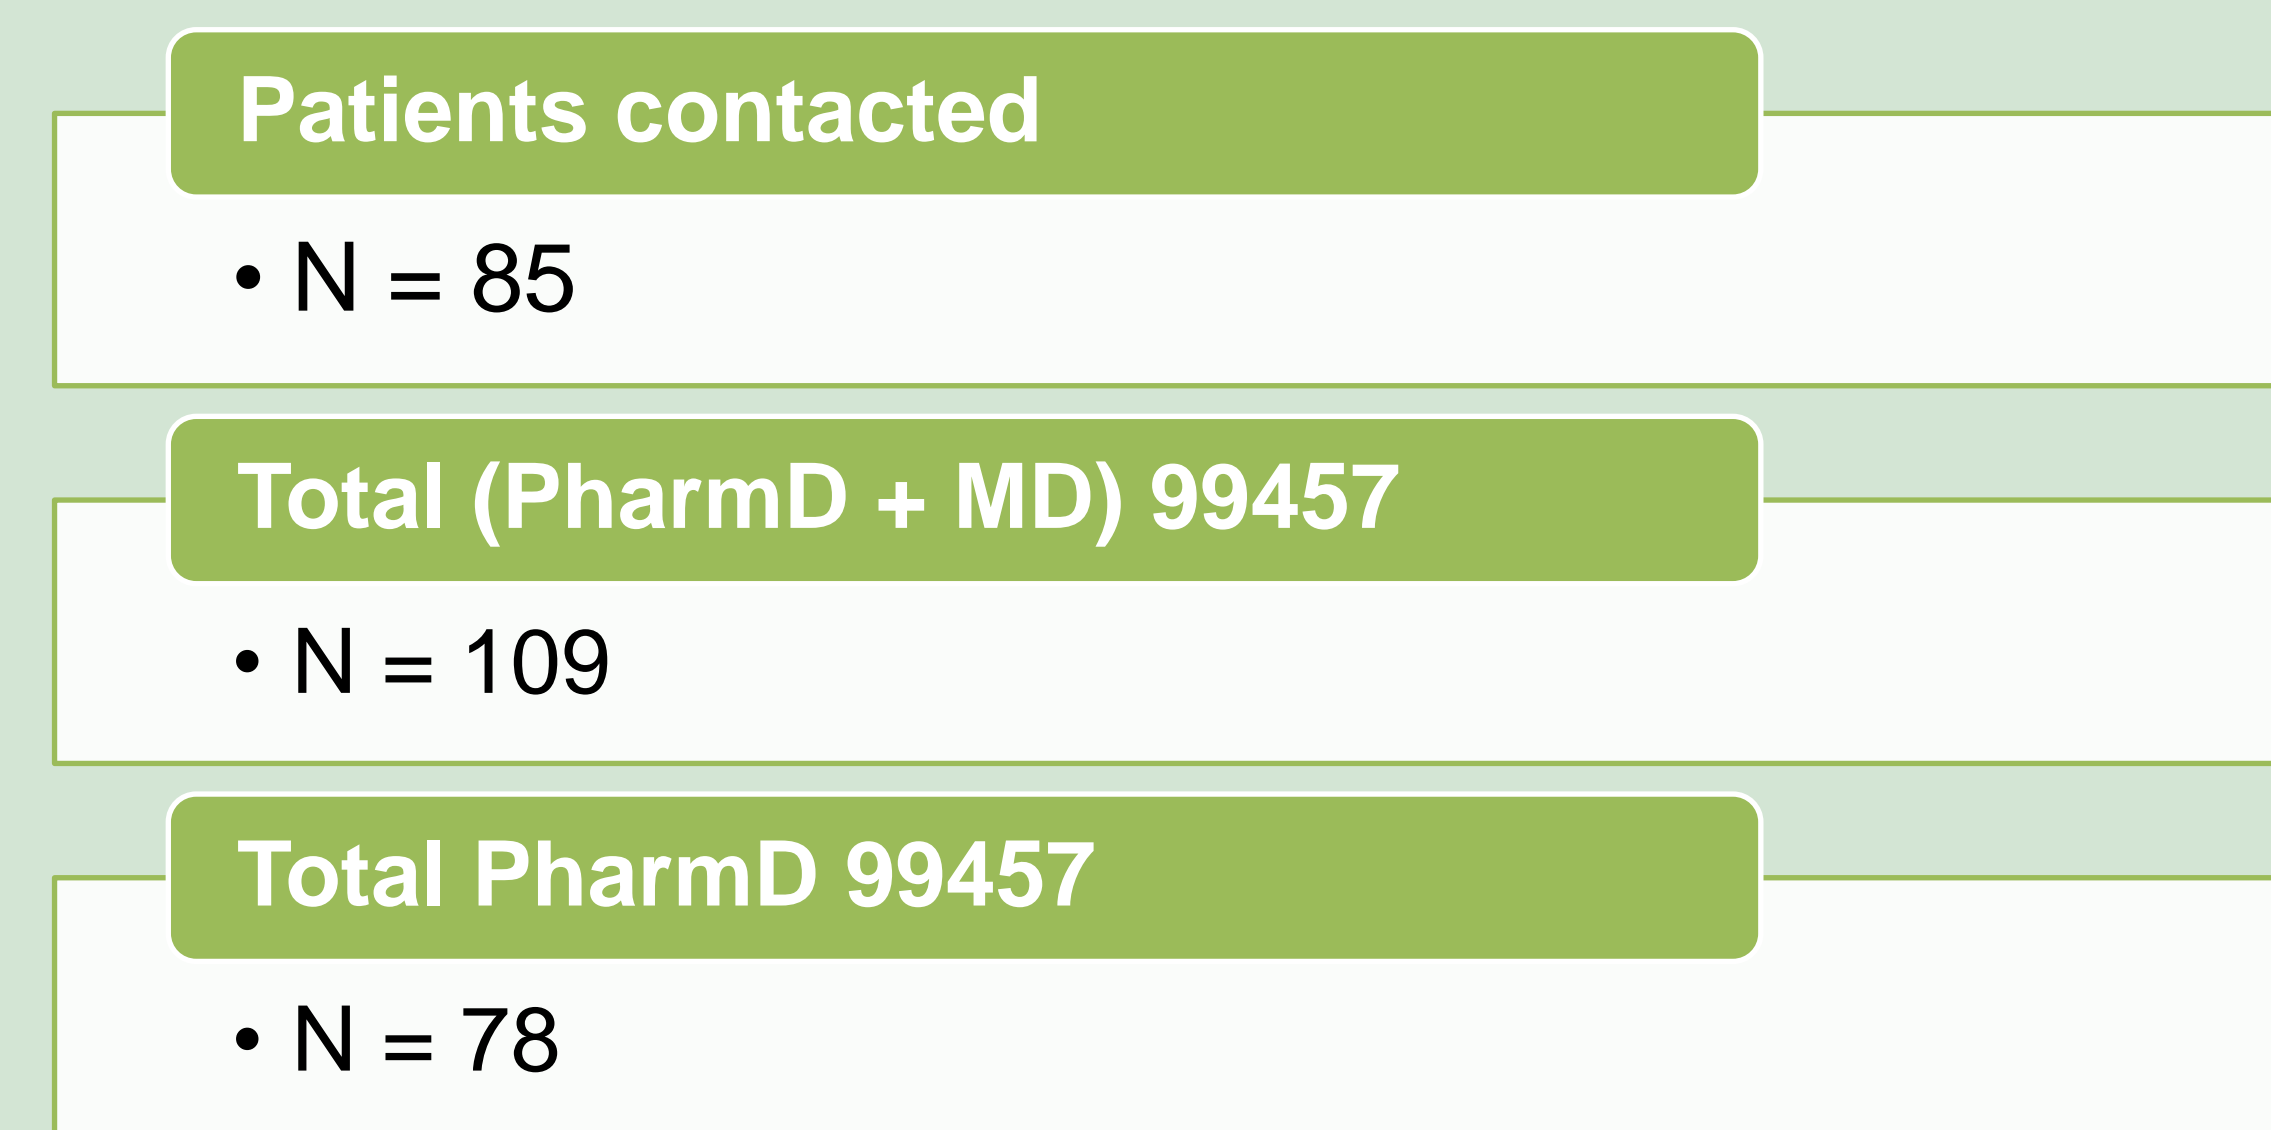 Patients contacted
• N = 85
Total (PharmD + MD) 99457
• N = 109
Total PharmD 99457
• N = 78